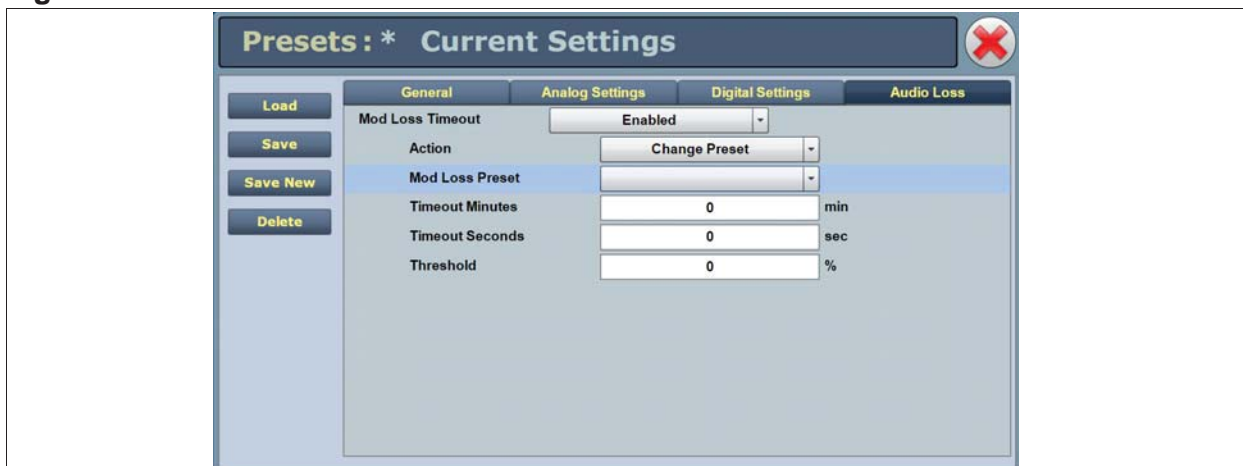 Presets:* Current Settings
General Analog Settings Digital Settings Audio Loss
Load
Save
Save New
Delete
Mod Loss Timeout Enabled
Action Change Preset
Mod Loss Preset
Timeout Minutes 0 min
Timeout Seconds 0 sec
Threshold 0 %